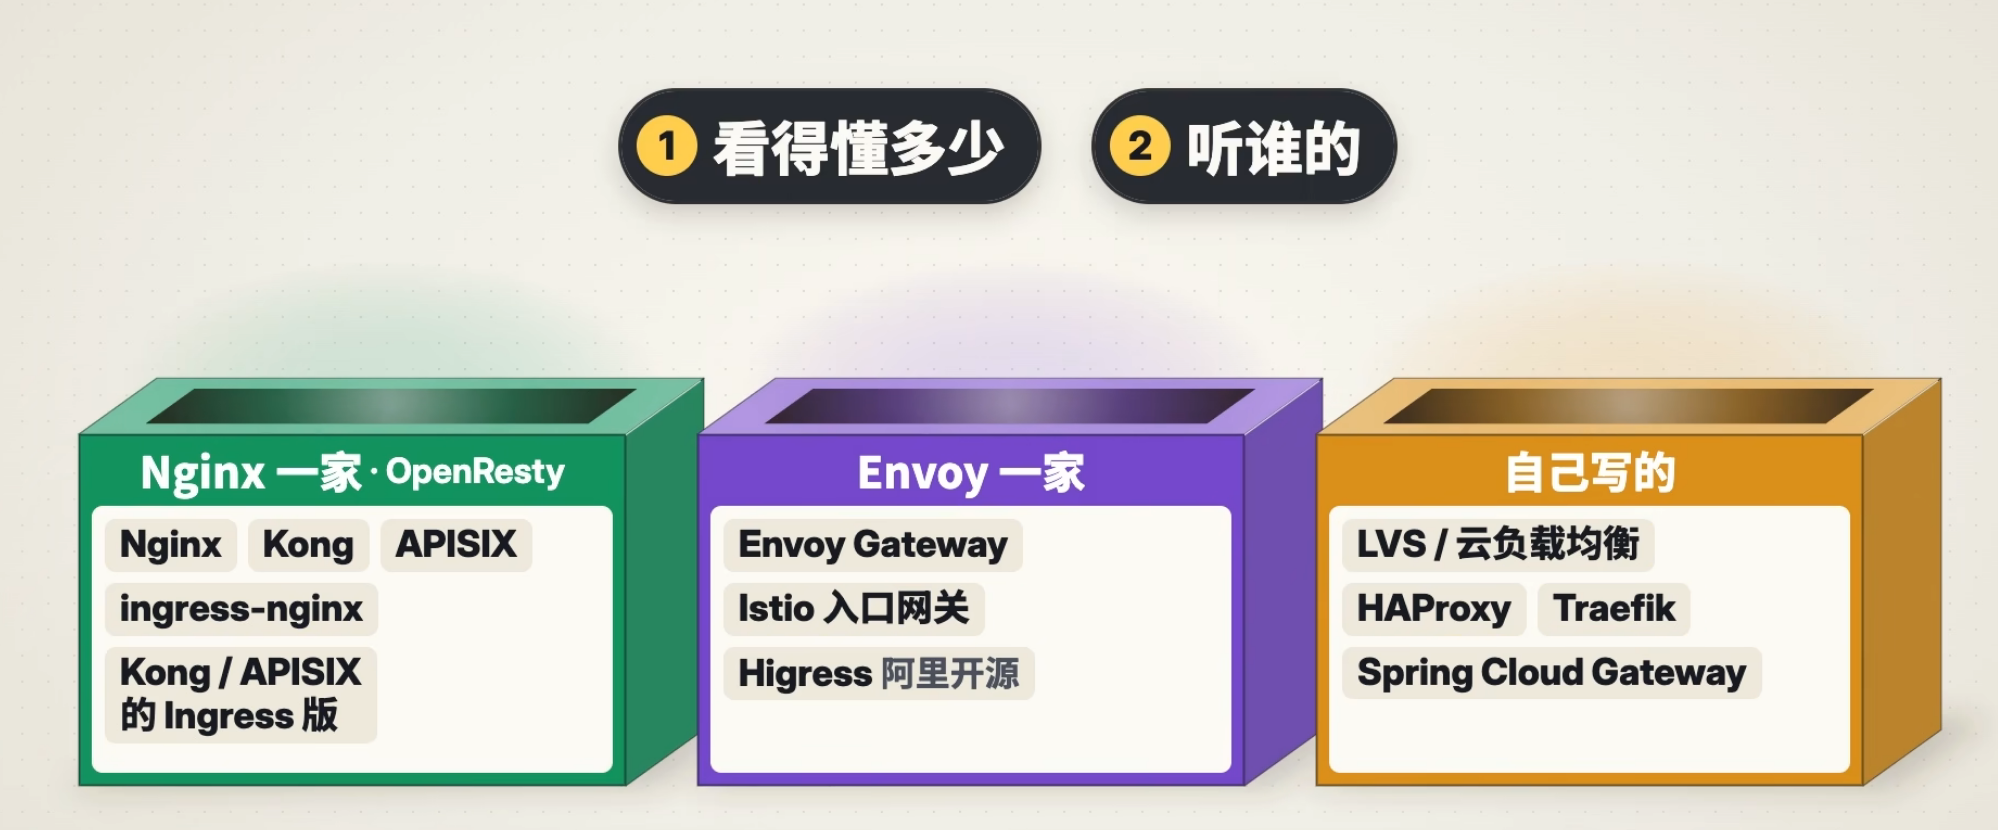 1 看得懂多少
2 听谁的
Nginx 一家 · OpenResty
Nginx
Kong
APISIX
ingress-nginx
Kong / APISIX
的 Ingress 版
Envoy 一家
Envoy Gateway
Istio 入口网关
Higress 阿里开源
自己写的
LVS / 云负载均衡
HAProxy
Traefik
Spring Cloud Gateway